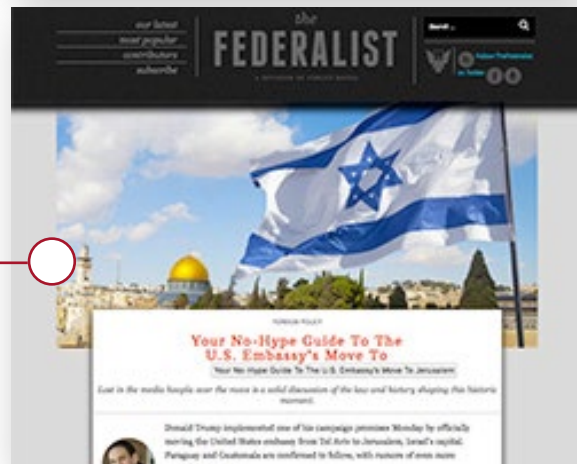 our latest
most popular
contributors
subscribe
the
FEDERALIST
A DIVISION OF FDRLST MEDIA
Search ...
Follow TheFederalist
on Twitter
FOREIGN POLICY
Your No-Hype Guide To The
U.S. Embassy's Move To
Your No-Hype Guide To The U.S. Embassy's Move To Jerusalem
Lost in the media hoopla over the move is a solid discussion of the law and history shaping this historic
moment.
Donald Trump implemented one of his campaign promises Monday by officially
moving the United States embassy from Tel Aviv to Jerusalem, Israel's capital.
Paraguay and Guatemala are confirmed to follow, with rumors of even more